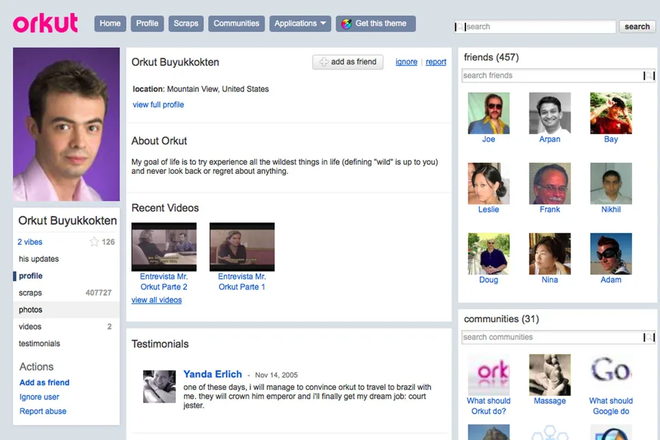 orkut
Home
Profile
Scraps
Communities
Applications
Get this theme
search
search
Orkut Buyukkokten
2 vibes
126
his updates
profile
scraps 407727
photos
videos 2
testimonials
Actions
Add as friend
Ignore user
Report abuse
Orkut Buyukkokten
add as friend
ignore | report
location: Mountain View, United States
view full profile
About Orkut
My goal of life is to try experience all the wildest things in life (defining "wild" is up to you)
and never look back or regret about anything.
Recent Videos
Entrevista Mr.
Orkut Parte 2
Entrevista Mr.
Orkut Parte 1
view all videos
Testimonials
Yanda Erlich - Nov 14, 2005
one of these days, i will manage to convince orkut to travel to brazil with
me. they will crown him emperor and i'll finally get my dream job: court
jester.
friends (457)
search friends
Joe
Arpan
Bay
Leslie
Frank
Nikhil
Doug
Nina
Adam
communities (31)
search communities
ork
Go
What should
Orkut do?
Massage
What should
Google do